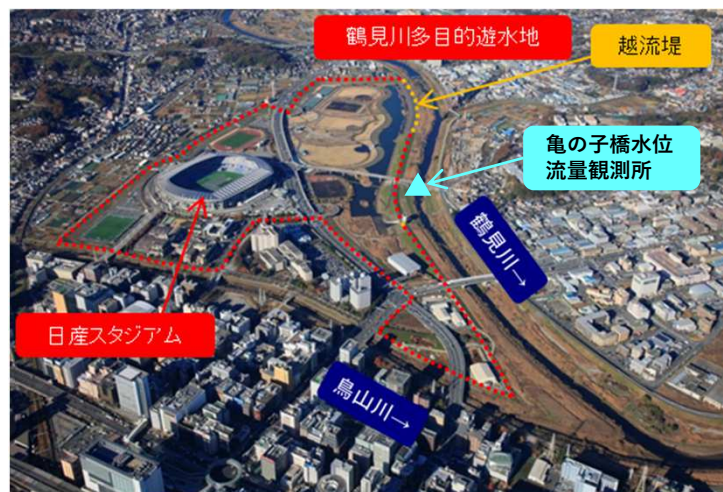 鶴見川多目的遊水地
越流堤
亀の子橋水位
流量観測所
鶴見川→
日産スタジアム
鳥山川→